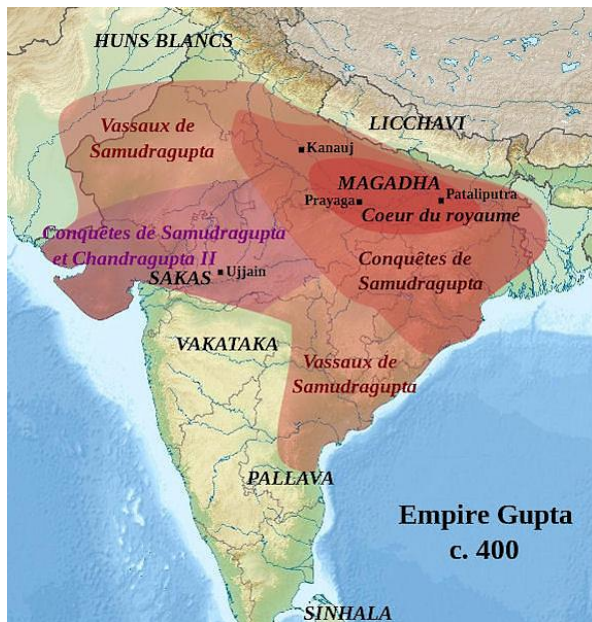 HUNS BLANCS
LICCHAVI
Vassaux de
Samudragupta
Kanauj
MAGADHA
Prayaga
Pataliputra
Coeur du royaume
Conquêtes de Samudragupta
et Chandragupta II
SAKAS
Ujjain
Conquêtes de
Samudragupta
VAKATAKA
Vassaux de
Samudragupta
PALLAVA
Empire Gupta
c. 400
SINHALA